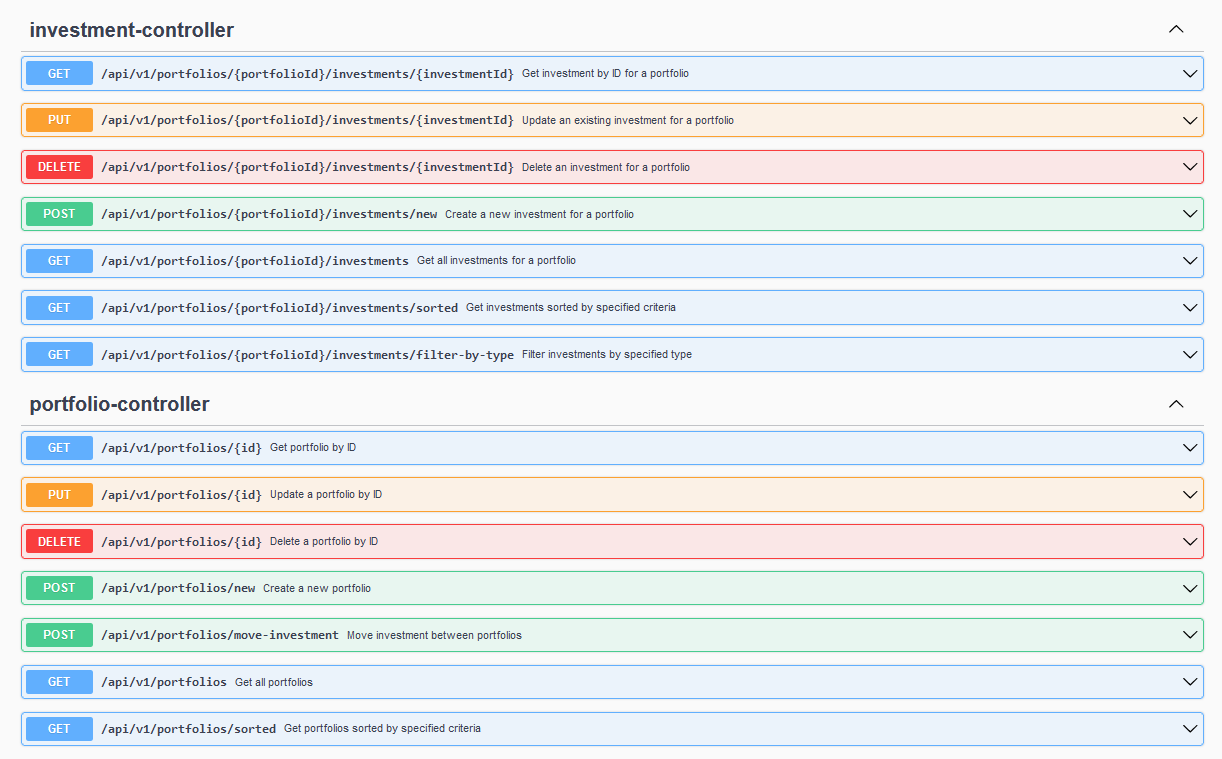 investment-controller
GET /api/v1/portfolios/{portfolioId}/investments/{investmentId} Get investment by ID for a portfolio
PUT /api/v1/portfolios/{portfolioId}/investments/{investmentId} Update an existing investment for a portfolio
DELETE /api/v1/portfolios/{portfolioId}/investments/{investmentId} Delete an investment for a portfolio
POST /api/v1/portfolios/{portfolioId}/investments/new Create a new investment for a portfolio
GET /api/v1/portfolios/{portfolioId}/investments Get all investments for a portfolio
GET /api/v1/portfolios/{portfolioId}/investments/sorted Get investments sorted by specified criteria
GET /api/v1/portfolios/{portfolioId}/investments/filter-by-type Filter investments by specified type
portfolio-controller
GET /api/v1/portfolios/{id} Get portfolio by ID
PUT /api/v1/portfolios/{id} Update a portfolio by ID
DELETE /api/v1/portfolios/{id} Delete a portfolio by ID
POST /api/v1/portfolios/new Create a new portfolio
POST /api/v1/portfolios/move-investment Move investment between portfolios
GET /api/v1/portfolios Get all portfolios
GET /api/v1/portfolios/sorted Get portfolios sorted by specified criteria